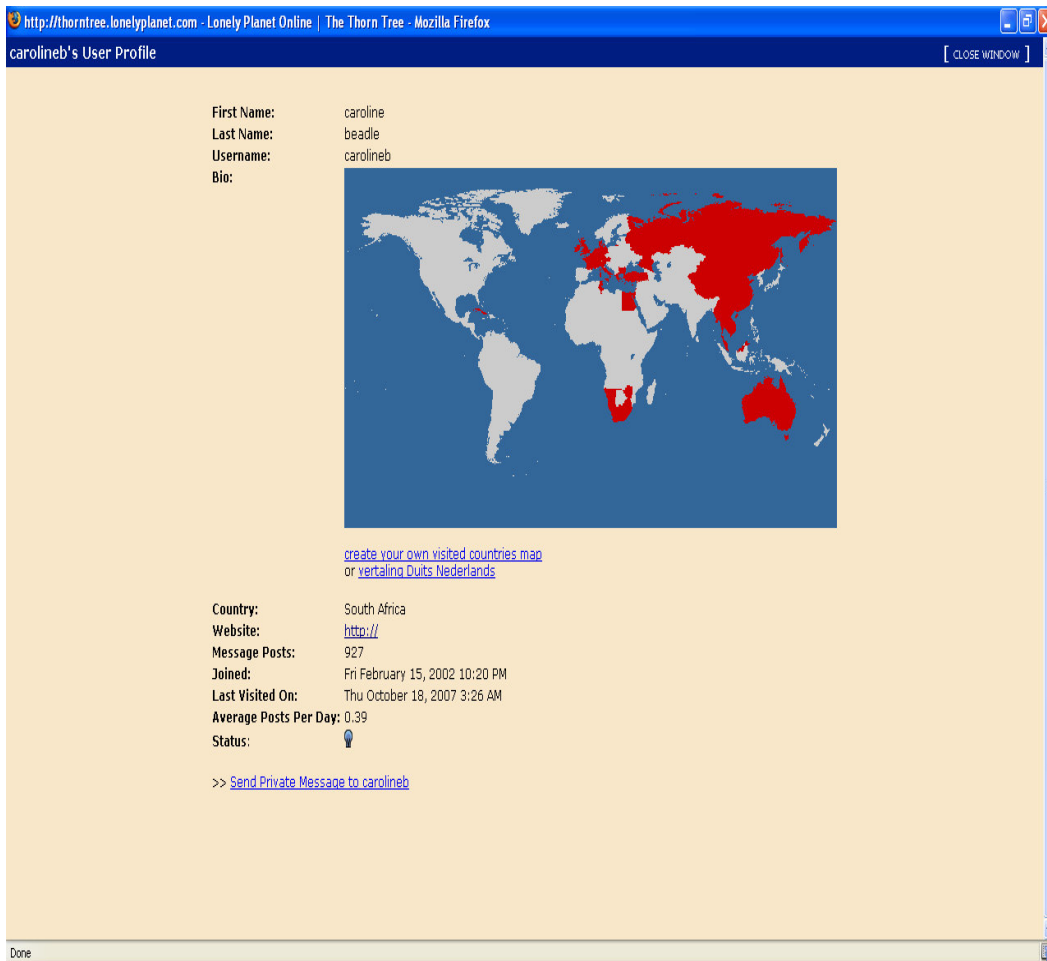 http://thorntree.lonelyplanet.com - Lonely Planet Online | The Thorn Tree - Mozilla Firefox
carolineb's User Profile [ CLOSE WINDOW ]
First Name: caroline
Last Name: beadle
Username: carolineb
Bio:
create your own visited countries map
or vertaling Duits Nederlands
Country: South Africa
Website: http://
Message Posts: 927
Joined: Fri February 15, 2002 10:20 PM
Last Visited On: Thu October 18, 2007 3:26 AM
Average Posts Per Day: 0.39
Status:
>> Send Private Message to carolineb
Done